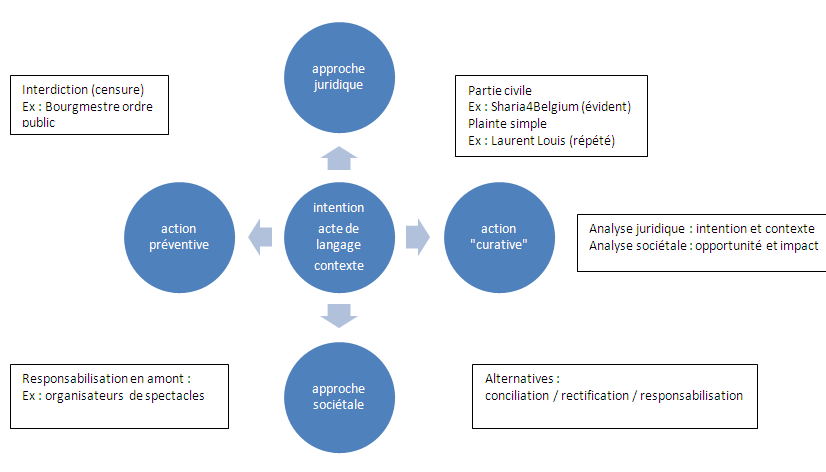 approche
juridique
Interdiction (censure)
Ex : Bourgmestre ordre
public
Partie civile
Ex : Sharia4Belgium (évident)
Plainte simple
Ex : Laurent Louis (répété)
action
préventive
intention
acte de
langage
contexte
action
"curative"
Analyse juridique : intention et contexte
Analyse sociétale : opportunité et impact
Responsabilisation en amont :
Ex : organisateurs de spectacles
approche
sociétale
Alternatives :
conciliation / rectification / responsabilisation